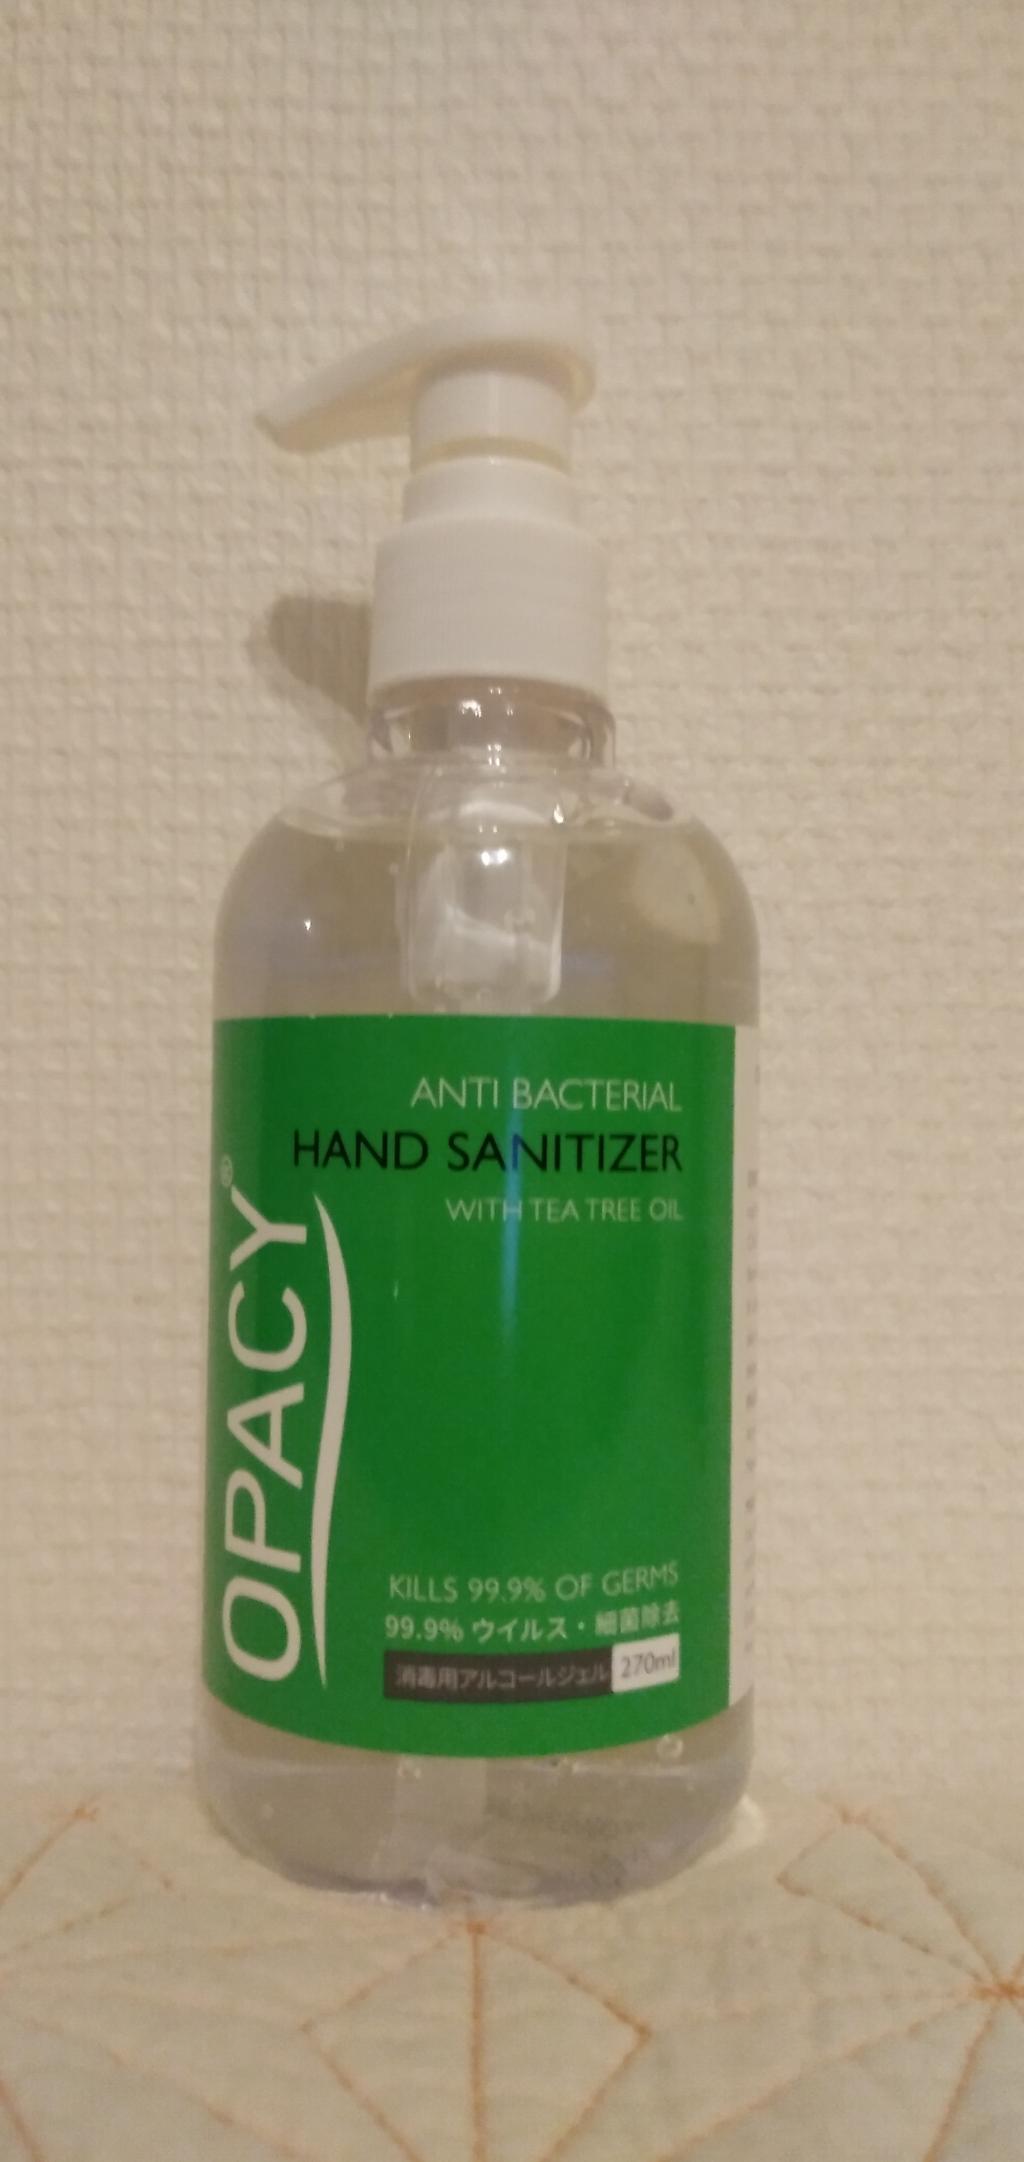 ANTI BACTERIAL
HAND SANITIZER
WITH TEA TREE OIL
OPACY®
KILLS 99.9% OF GERMS
99.9% ウイルス・細菌除去
消毒用アルコールジェル 270ml